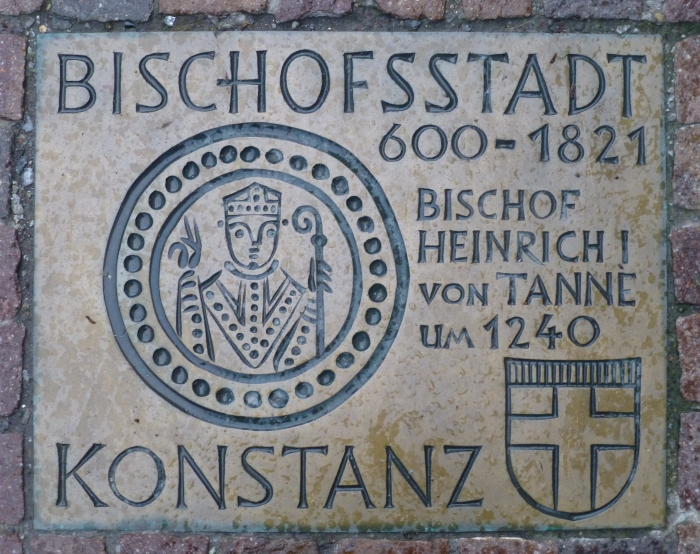 BISCHOFSSTADT
600-1821
BISCHOF
HEINRICH I
VON TANNE
UM 1240
KONSTANZ